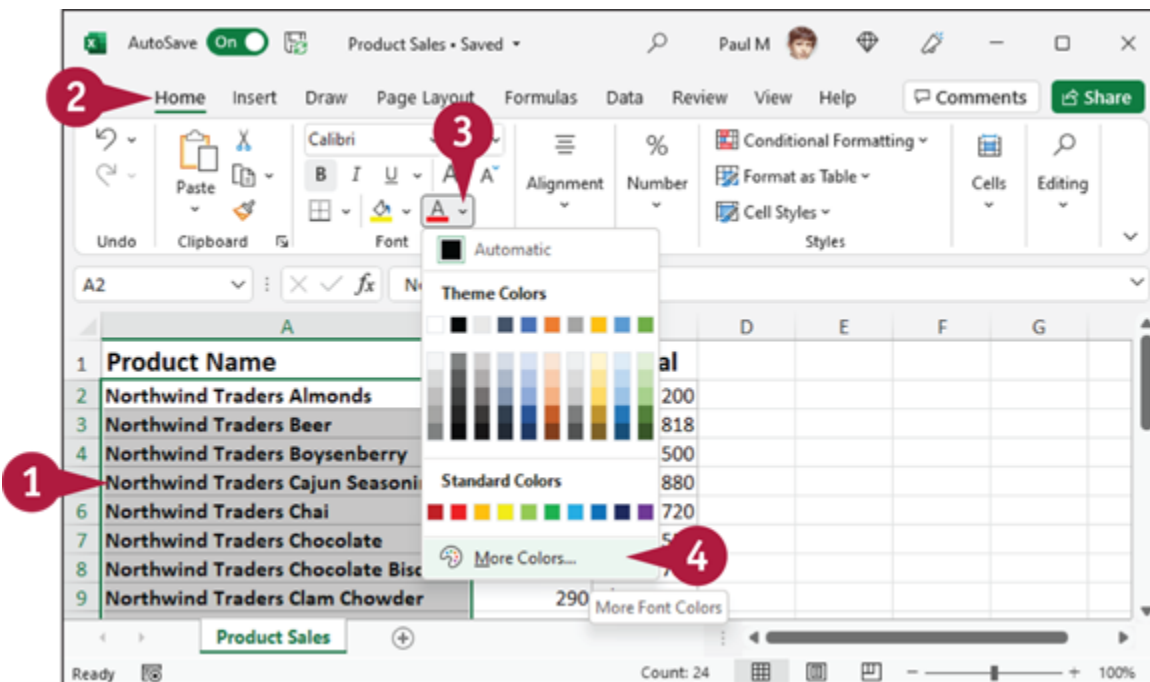 AutoSave On Product Sales • Saved Paul M
2 Home Insert Draw Page Layout Formulas Data Review View Help Comments Share
3
Calibri
Paste B I U A A Alignment % Number Conditional Formatting
Format as Table
Cell Styles
Cells Editing
A
Undo Clipboard Font Styles
Automatic
A2 fx
Theme Colors
A D E F G
1 Product Name
2 Northwind Traders Almonds 200
3 Northwind Traders Beer 818
4 Northwind Traders Boysenberry 500
1 Northwind Traders Cajun 880
Standard Colors
6 Northwind Traders Chai 720
7 Northwind Traders Chocolate
8 Northwind Traders Chocolate
More Colors... 4
9 Northwind Traders Clam Chowder 290
More Font Colors
Product Sales
Ready Count: 24 100%